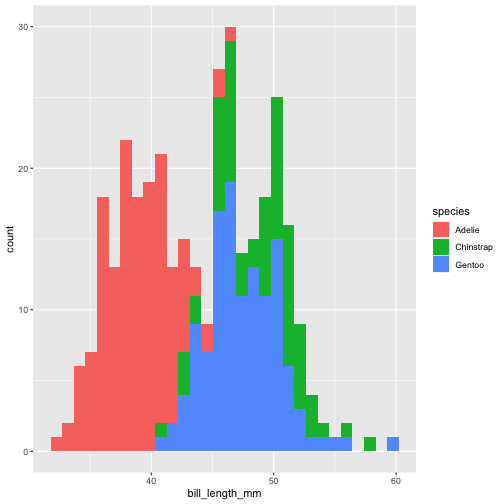 30
20
10
0
count
40
50
60
bill_length_mm
species
Adelie
Chinstrap
Gentoo